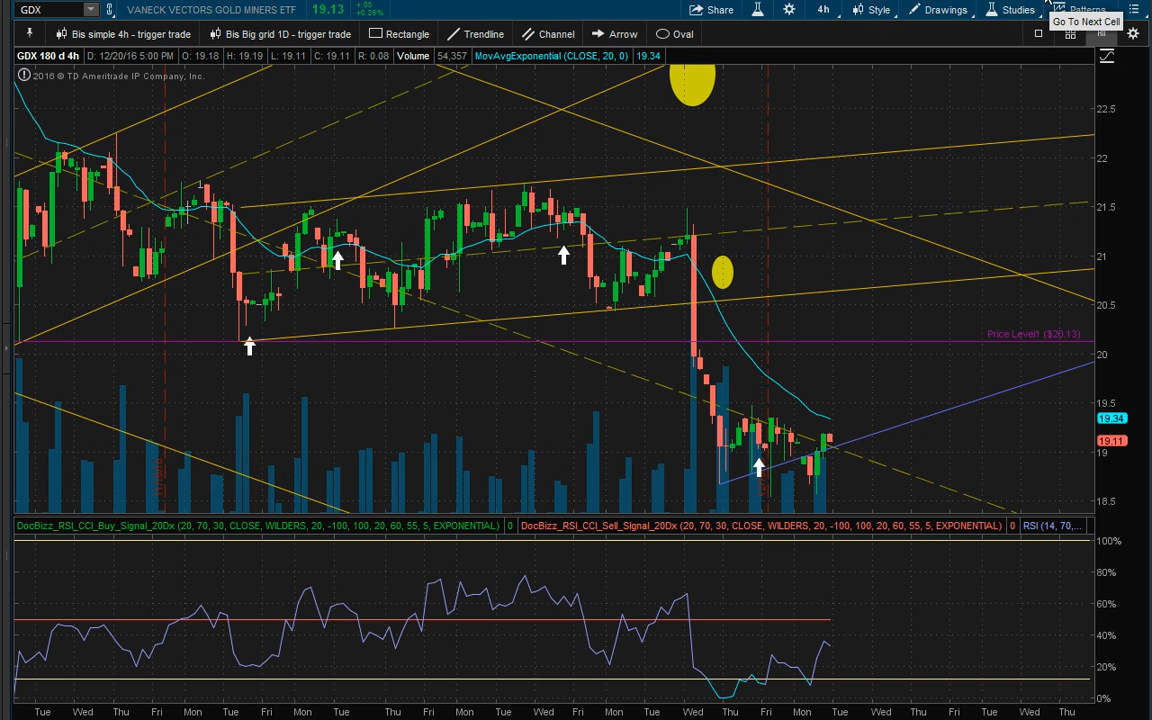 GDX VANECK VECTORS GOLD MINERS ETF 19.13 +.05 +0.26% Share 4h Style Drawings Studies Patterns
Go To Next Cell
Bis simple 4h - trigger trade Bis Big grid 1D - trigger trade Rectangle Trendline Channel Arrow Oval
GDX 180 d 4h D: 12/20/16 5:00 PM O: 19.18 H: 19.19 L: 19.11 C: 19.11 R: 0.08 Volume 54,357 MovAvgExponential (CLOSE, 20, 0) 19.34
2016 © TD Ameritrade IP Company, Inc.
22.5
22
21.5
21
20.5
Price Level1 ($20.13)
20
19.5
19.34
19.11
19
18.5
DocBizz_RSI_CCI_Buy_Signal_20Dx (20, 70, 30, CLOSE, WILDERS, 20, -100, 100, 20, 60, 55, 5, EXPONENTIAL) 0 DocBizz_RSI_CCI_Sell_Signal_20Dx (20, 70, 30, CLOSE, WILDERS, 20, -100, 100, 20, 60, 55, 5, EXPONENTIAL) 0 RSI (14, 70,...
100%
80%
60%
40%
20%
0%
Tue Wed Thu Fri Mon Tue Fri Mon Tue Thu Fri Mon Tue Wed Fri Mon Tue Wed Thu Fri Mon Tue Wed Thu Fri Mon Tue Wed Thu